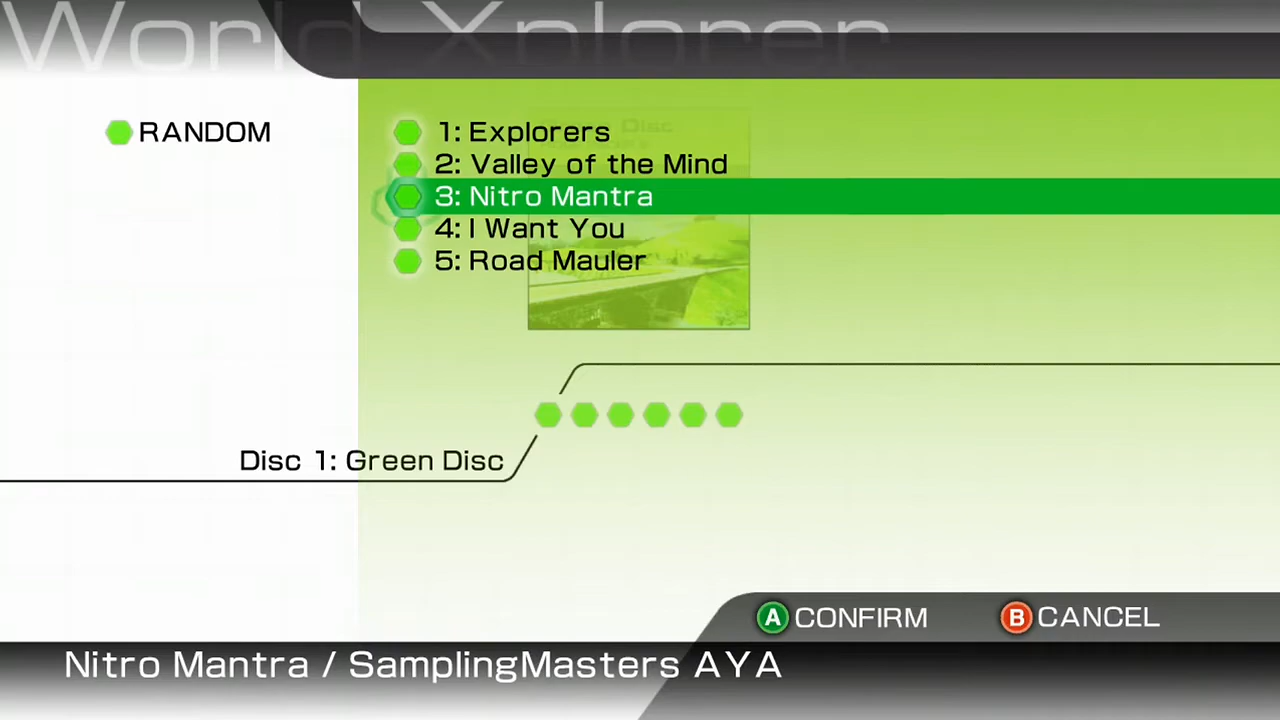 World Xplorer
RANDOM
1: Explorers
2: Valley of the Mind
3: Nitro Mantra
4: I Want You
5: Road Mauler
Disc 1: Green Disc
A CONFIRM
B CANCEL
Nitro Mantra / SamplingMasters AYA